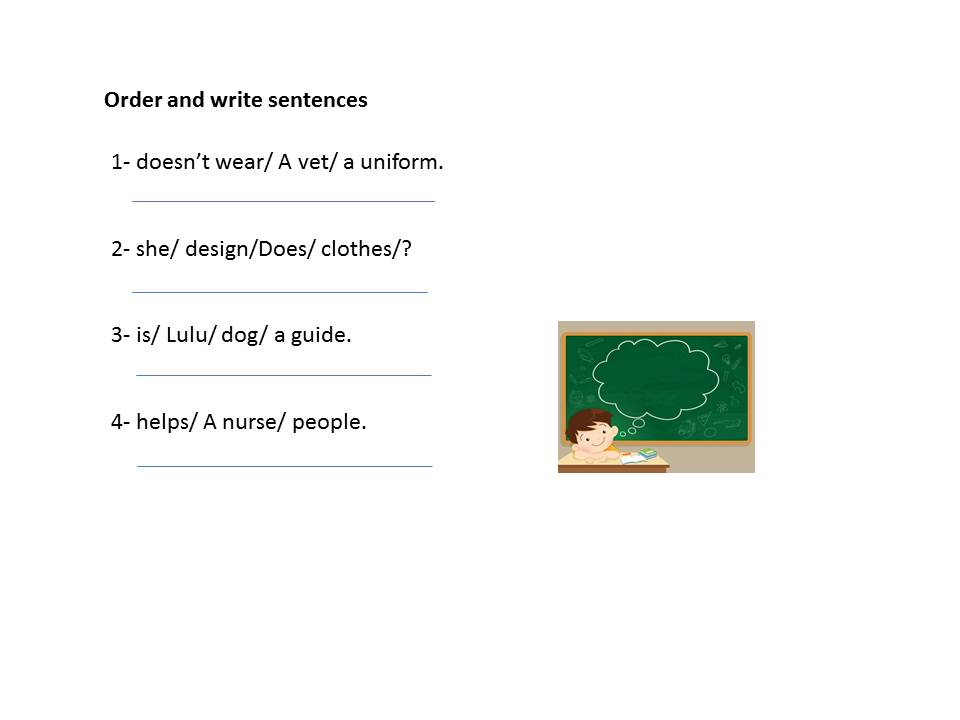 Order and write sentences
1- doesn’t wear/ A vet/ a uniform.
2- she/ design/Does/ clothes/?
3- is/ Lulu/ dog/ a guide.
4- helps/ A nurse/ people.